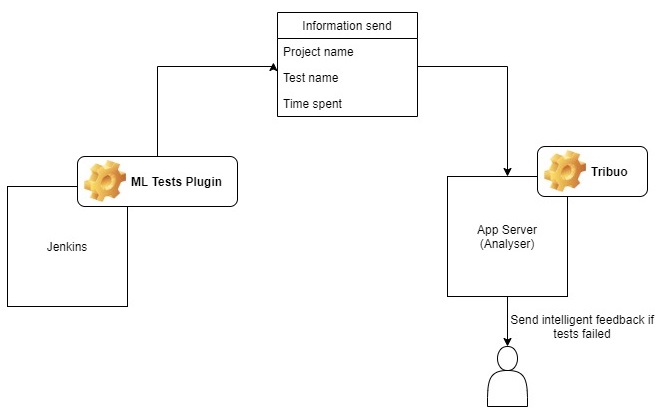 Information send
Project name
Test name
Time spent
ML Tests Plugin
Tribuo
Jenkins
App Server
(Analyser)
Send intelligent feedback if
tests failed